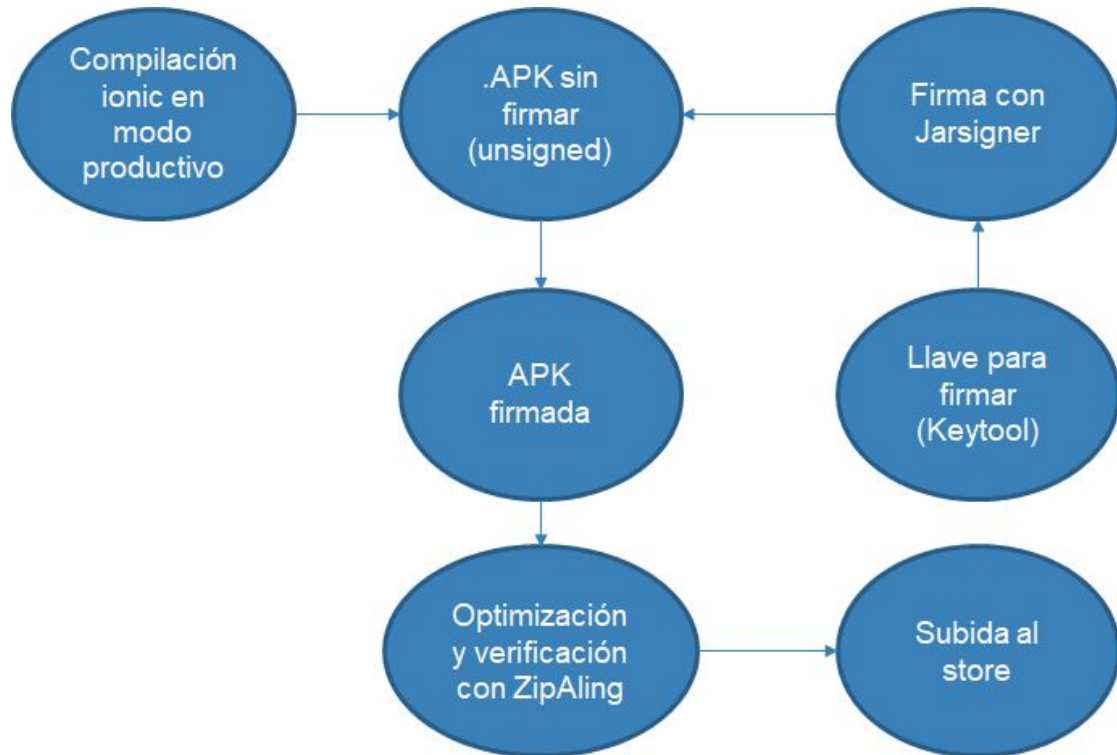 Compilación
ionic en
modo
productivo
.APK sin
firmar
(unsigned)
Firma con
Jarsigner
APK
firmada
Llave para
firmar
(Keytool)
Optimización
y verificación
con ZipAling
Subida al
store